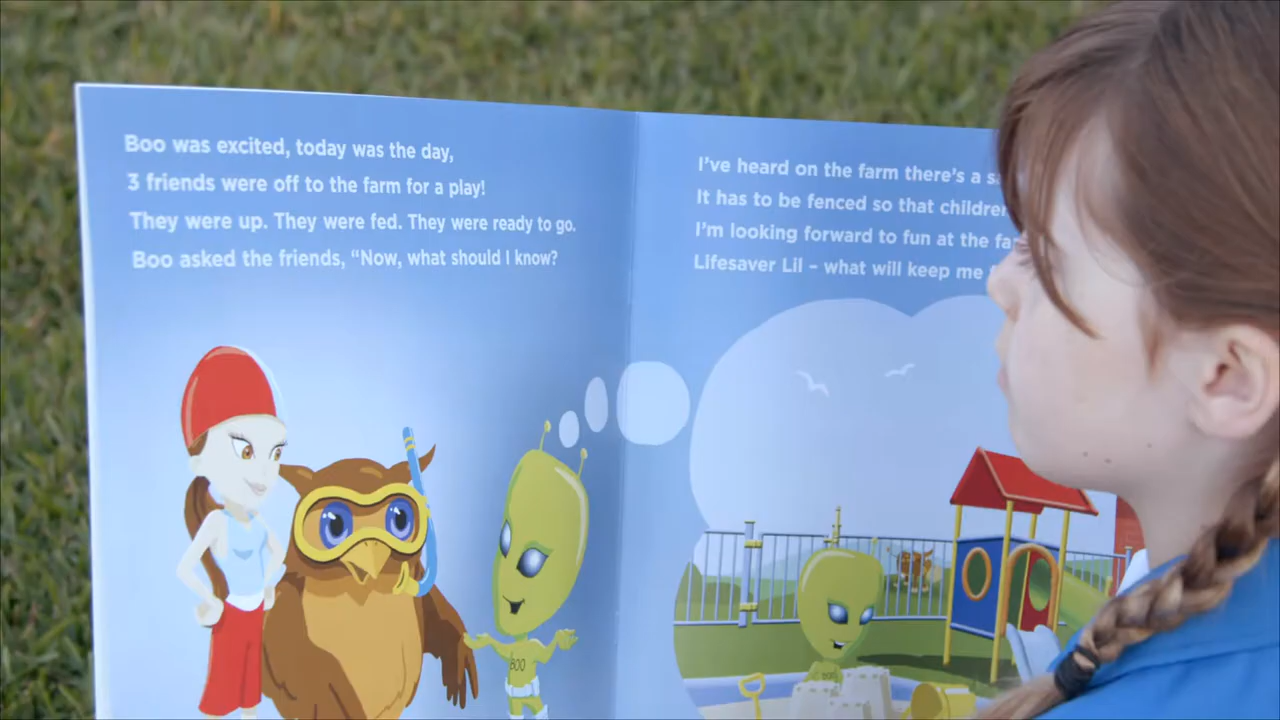 Boo was excited, today was the day,
3 friends were off to the farm for a play!
They were up. They were fed. They were ready to go.
Boo asked the friends, “Now, what should I know?
I’ve heard on the farm there’s a
It has to be fenced so that children
I’m looking forward to fun at the
Lifesaver Lil – what will keep me
BOO